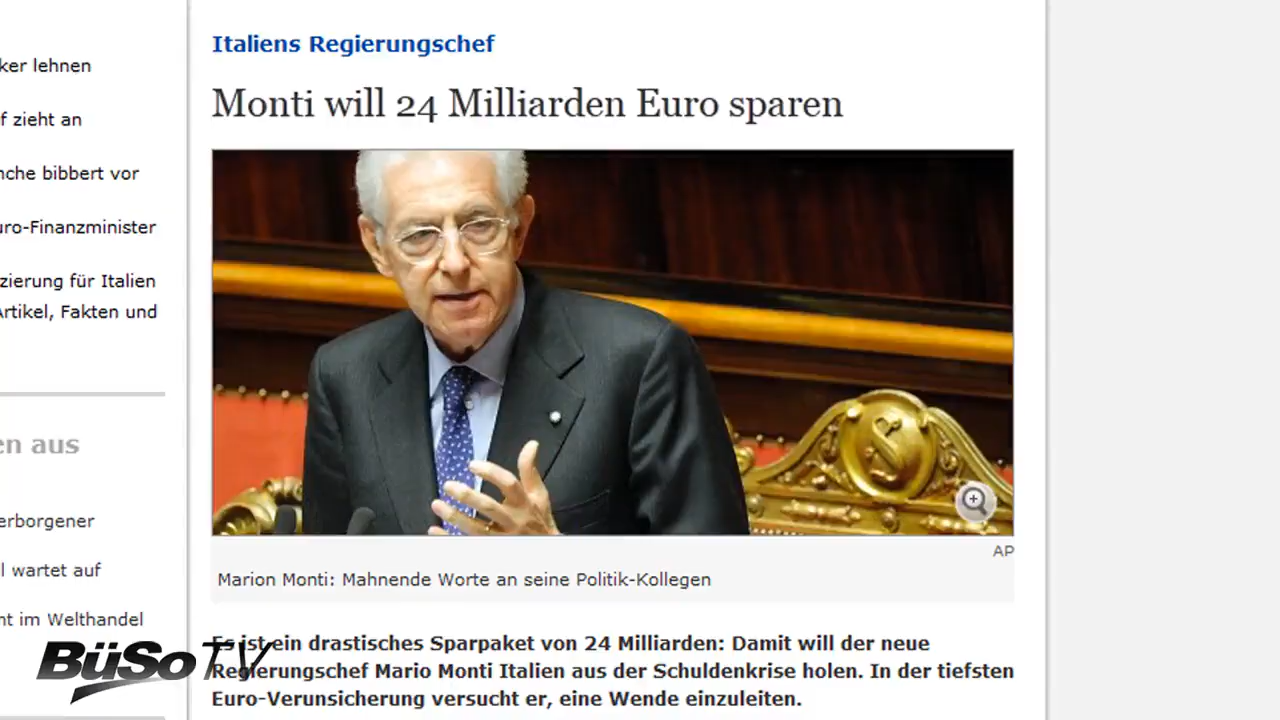 ker lehnen
f zieht an
nche bibbert vor
uro-Finanzminister
zierung für Italien
Artikel, Fakten und
en aus
erborgener
l wartet auf
nt im Welthandel
BüSo TV
Italiens Regierungschef
Monti will 24 Milliarden Euro sparen
AP
Marion Monti: Mahnende Worte an seine Politik-Kollegen
Es ist ein drastisches Sparpaket von 24 Milliarden: Damit will der neue
Regierungschef Mario Monti Italien aus der Schuldenkrise holen. In der tiefsten
Euro-Verunsicherung versucht er, eine Wende einzuleiten.